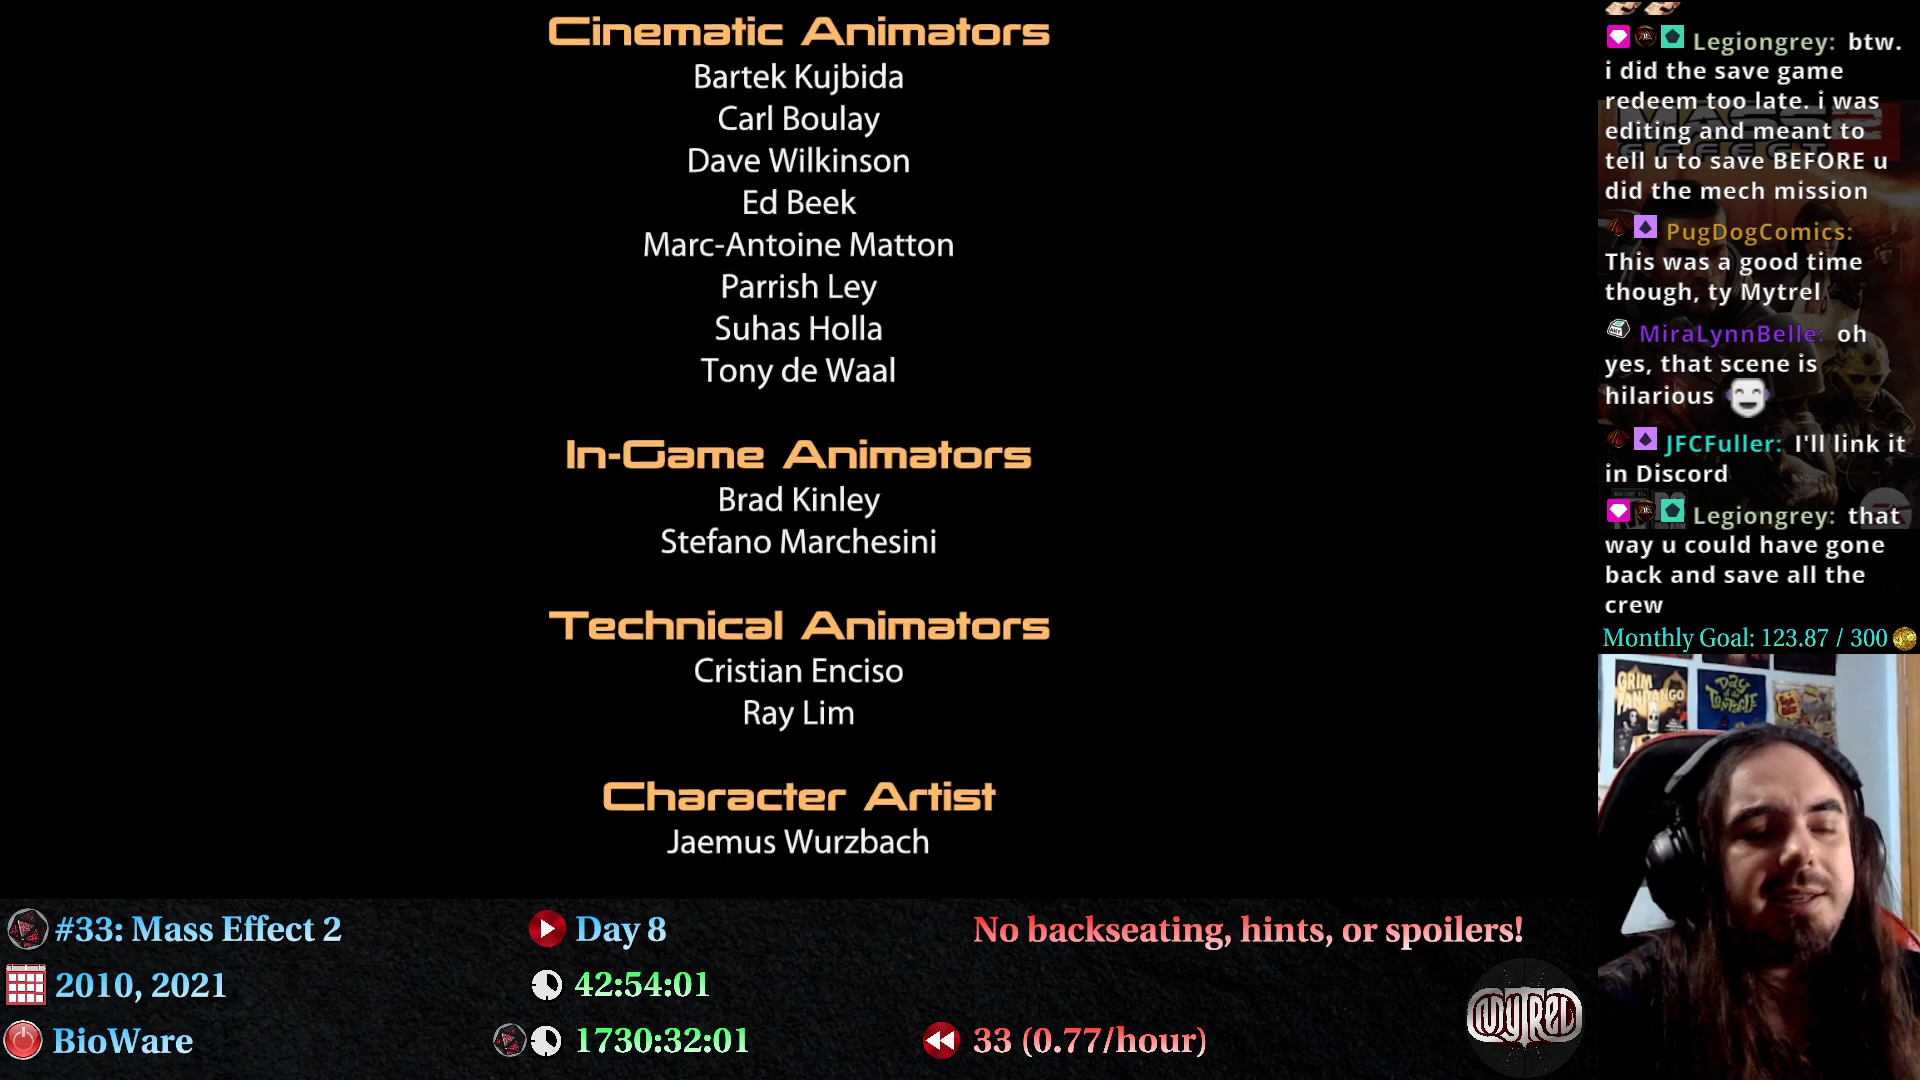 Cinematic Animators
Bartek Kujbida
Carl Boulay
Dave Wilkinson
Ed Beek
Marc-Antoine Matton
Parrish Ley
Suhas Holla
Tony de Waal
In-Game Animators
Brad Kinley
Stefano Marchesini
Technical Animators
Cristian Enciso
Ray Lim
Character Artist
Jaemus Wurzbach
Legiongrey: btw.
i did the save game
redeem too late. i was
editing and meant to
tell u to save BEFORE u
did the mech mission
PugDogComics:
This was a good time
though, ty Mytrel
MiraLynnBelle: oh
yes, that scene is
hilarious
JFCFuller: I'll link it
in Discord
Legiongrey: that
way u could have gone
back and save all the
crew
Monthly Goal: 123.87 / 300
GRIM FANDANGO
Day of the Tentacle
#33: Mass Effect 2
Day 8
No backseating, hints, or spoilers!
2010, 2021
42:54:01
BioWare
1730:32:01
33 (0.77/hour)